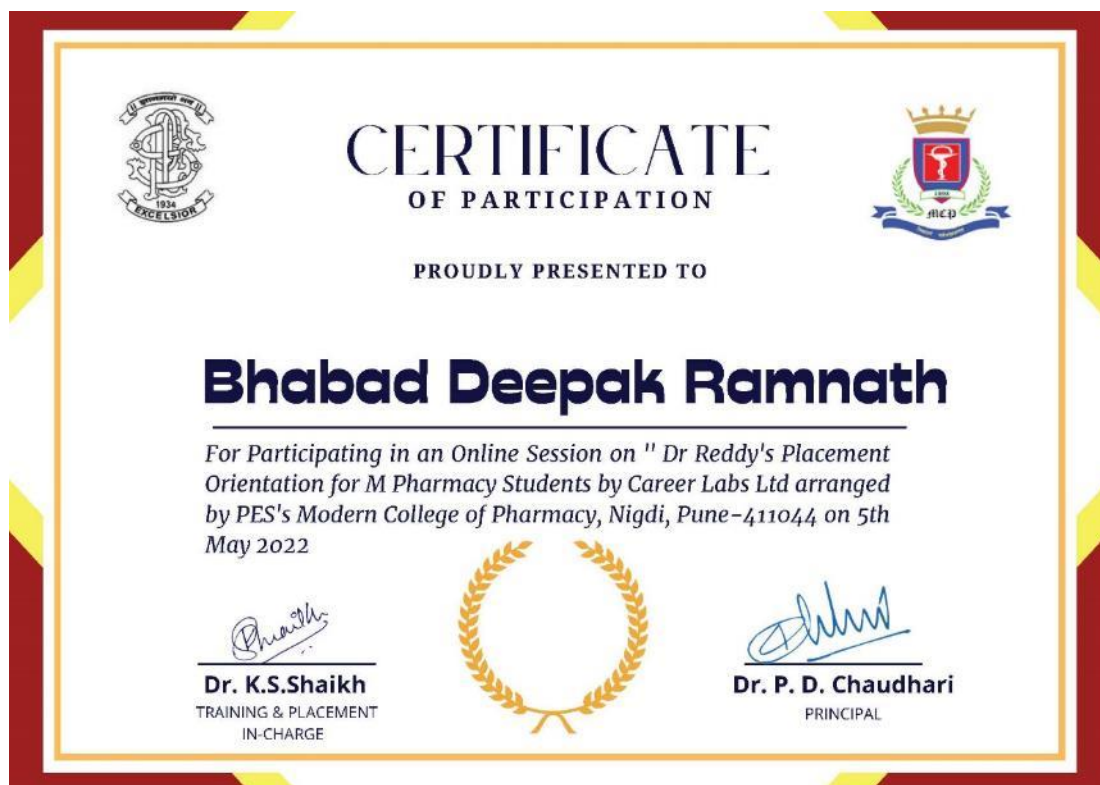 1934
EXCELSIOR
CERTIFICATE
OF PARTICIPATION
MCP
PROUDLY PRESENTED TO
Bhabad Deepak Ramnath
For Participating in an Online Session on " Dr Reddy's Placement
Orientation for M Pharmacy Students by Career Labs Ltd arranged
by PES's Modern College of Pharmacy, Nigdi, Pune-411044 on 5th
May 2022
Dr. K.S.Shaikh
TRAINING & PLACEMENT
IN-CHARGE
Dr. P. D. Chaudhari
PRINCIPAL